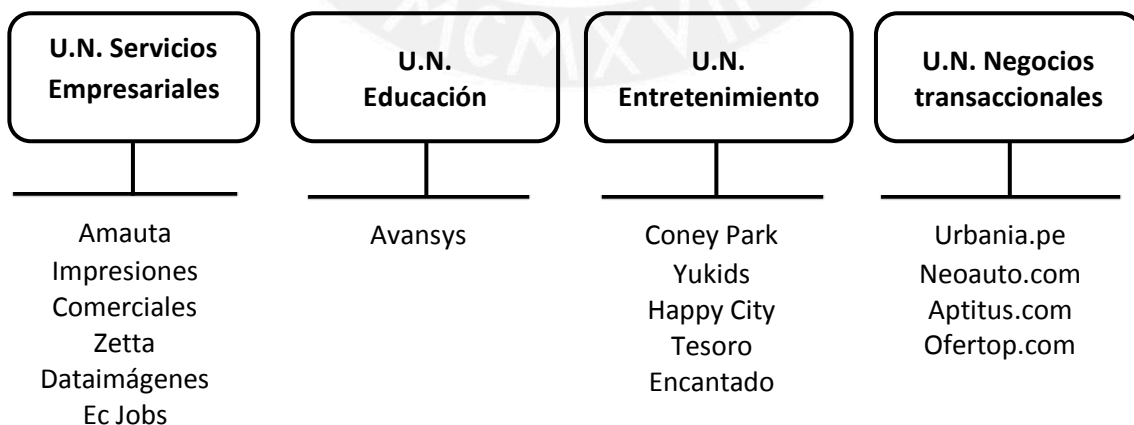 MCMXVII
U.N. Servicios
Empresariales
U.N.
Educación
U.N.
Entretenimiento
U.N. Negocios
transaccionales
Amauta
Impresiones
Comerciales
Zetta
Dataimágenes
Ec Jobs
Avansys
Coney Park
Yukids
Happy City
Tesoro
Encantado
Urbania.pe
Neoauto.com
Aptitus.com
Ofertop.com